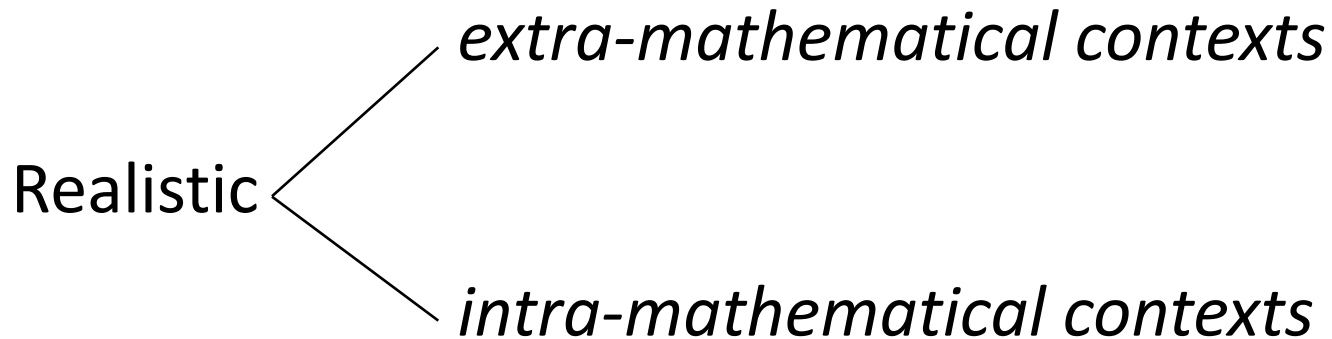 extra-mathematical contexts
Realistic
intra-mathematical contexts